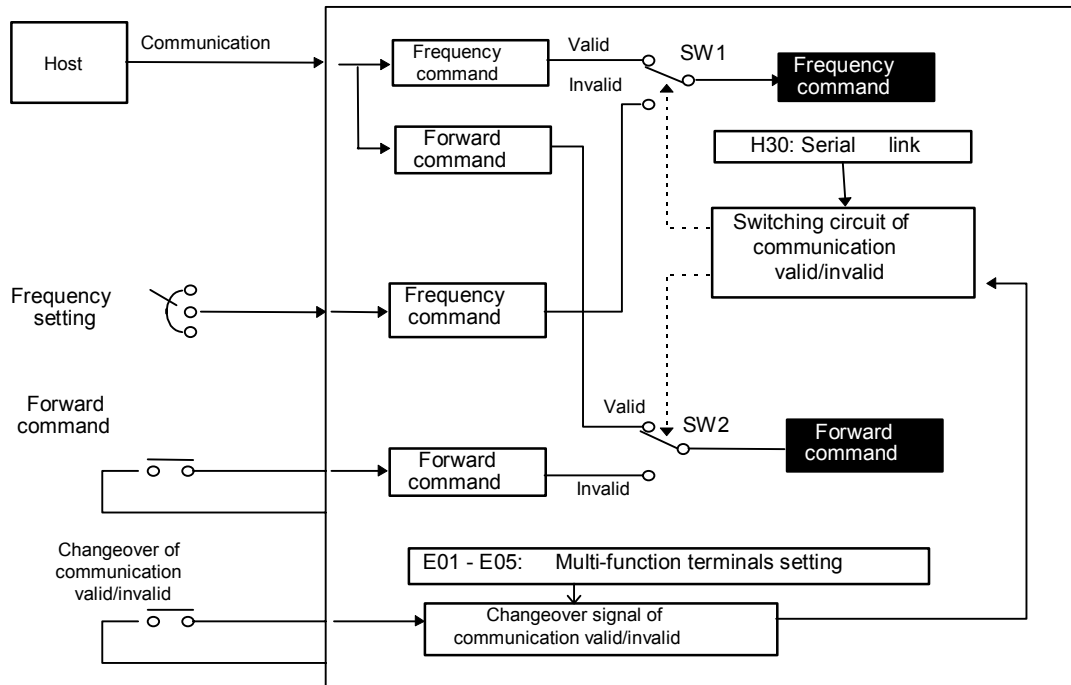 Host
Communication
Frequency
command
Valid
SW1
Frequency
command
Invalid
Forward
command
H30: Serial link
Switching circuit of
communication
valid/invalid
Frequency
setting
Frequency
command
Forward
command
Valid
SW2
Forward
command
Forward
command
Invalid
Changeover of
communication
valid/invalid
E01 - E05: Multi-function terminals setting
Changeover signal of
communication valid/invalid